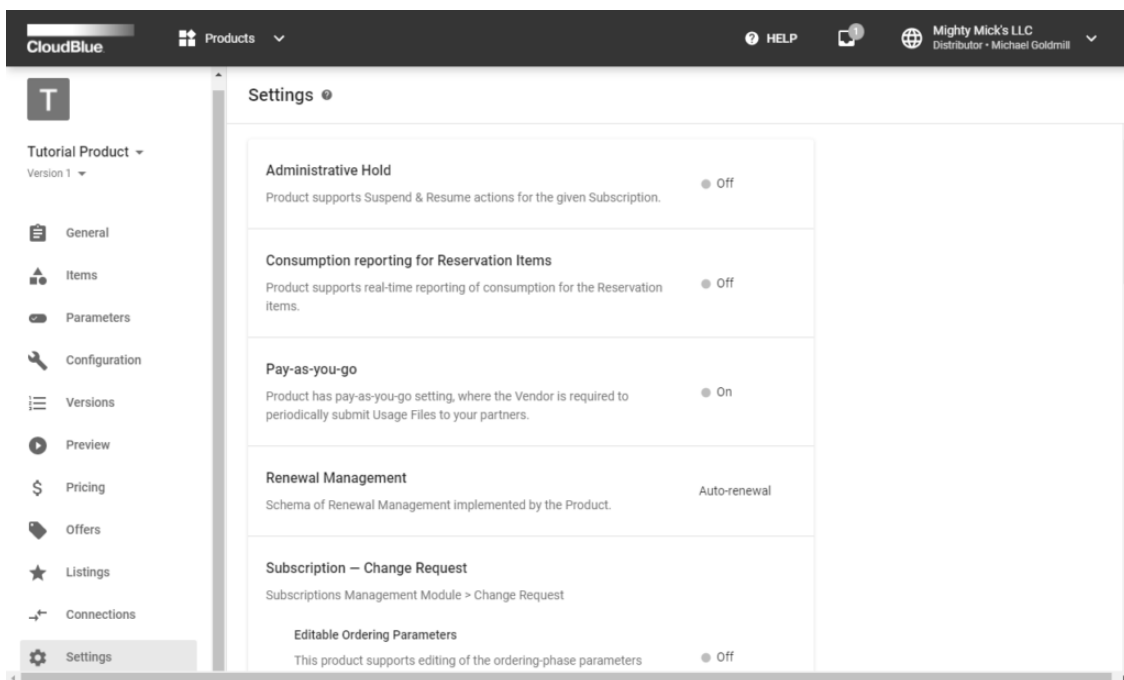 CloudBlue
Products
HELP
1
Mighty Mick's LLC
Distributor • Michael Goldmill
T
Tutorial Product
Version 1
General
Items
Parameters
Configuration
Versions
Preview
Pricing
Offers
Listings
Connections
Settings
Settings
Administrative Hold
Product supports Suspend & Resume actions for the given Subscription.
Off
Consumption reporting for Reservation Items
Product supports real-time reporting of consumption for the Reservation
items.
Off
Pay-as-you-go
Product has pay-as-you-go setting, where the Vendor is required to
periodically submit Usage Files to your partners.
On
Renewal Management
Schema of Renewal Management implemented by the Product.
Auto-renewal
Subscription — Change Request
Subscriptions Management Module > Change Request
Editable Ordering Parameters
This product supports editing of the ordering-phase parameters
Off